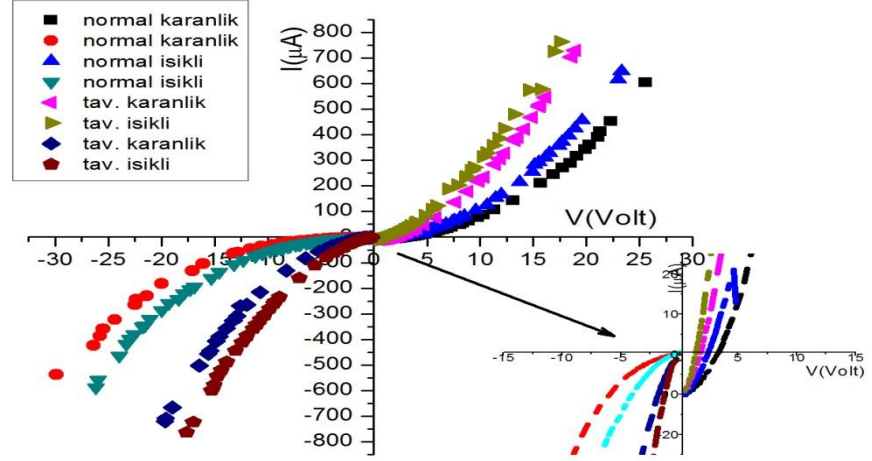 normal karanlik
normal karanlik
normal isikli
normal isikli
tav. karanlik
tav. isikli
tav. karanlik
tav. isikli
I(μA)
800
700
600
500
400
300
200
100
0
-100
-200
-300
-400
-500
-600
-700
-800
V(Volt)
-30 -25 -20 -15 -10 -5 0 5 10 15 20 25 30
I(μA)
20
10
0
-10
-20
-15 -10 -5 5 10 15
V(Volt)